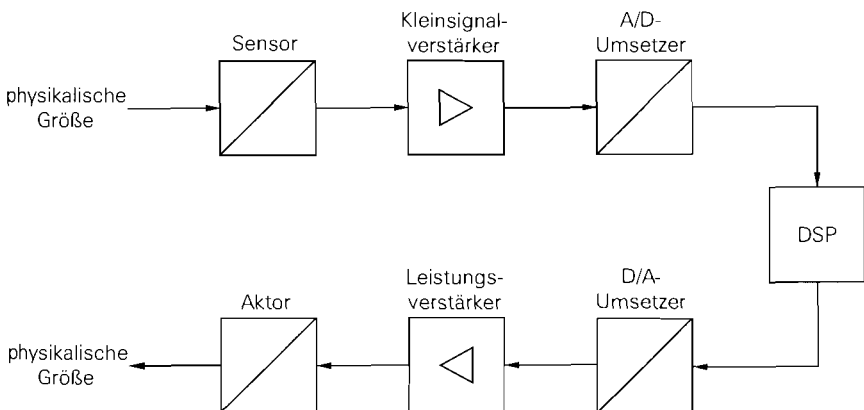 Sensor
Kleinsignal-
verstärker
A/D-
Umsetzer
physikalische
Größe
DSP
Aktor
Leistungs-
verstärker
D/A-
Umsetzer
physikalische
Größe